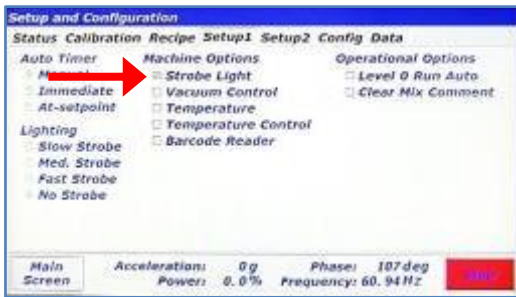 Setup and Configuration
Status Calibration Recipe Setup1 Setup2 Config Data
Auto Timer
Manual
Immediate
At-setpoint
Lighting
Slow Strobe
Med. Strobe
Fast Strobe
No Strobe
Machine Options
Strobe Light
Vacuum Control
Temperature
Temperature Control
Barcode Reader
Operational Options
Level 0 Run Auto
Clear Mix Comment
Main Screen
Acceleration: 0 g
Power: 0.0%
Phase: 107 deg
Frequency: 60.94 Hz